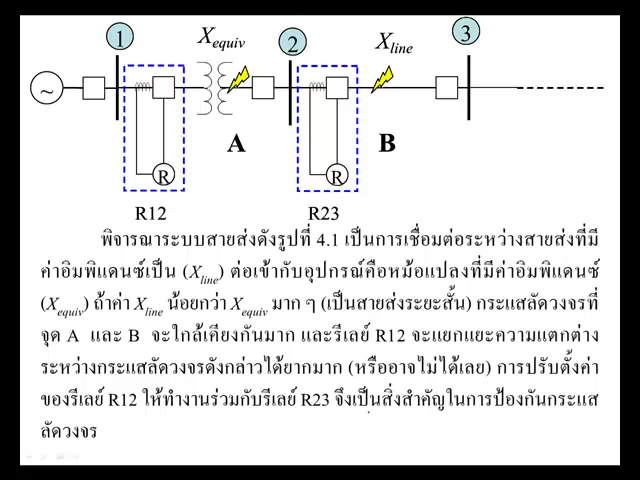 1 X equiv 2 X line 3
~
A B
R R
R12 R23
พิจารณาระบบสายส่งดังรูปที่ 4.1 เป็นการเชื่อมต่อระหว่างสายส่งที่มี
ค่าอิมพิแดนซ์เป็น (X line) ต่อเข้ากับอุปกรณ์คือหม้อแปลงที่มีค่าอิมพิแดนซ์
(X equiv) ถ้าค่า X line น้อยกว่า X equiv มาก ๆ (เป็นสายส่งระยะสั้น) กระแสลัดวงจรที่
จุด A และ B จะใกล้เคียงกันมาก และรีเลย์ R12 จะแยกแยะความแตกต่าง
ระหว่างกระแสลัดวงจรดังกล่าวได้ยากมาก (หรืออาจไม่ได้เลย) การปรับตั้งค่า
ของรีเลย์ R12 ให้ทำงานร่วมกับรีเลย์ R23 จึงเป็นสิ่งสำคัญในการป้องกันกระแส
ลัดวงจร